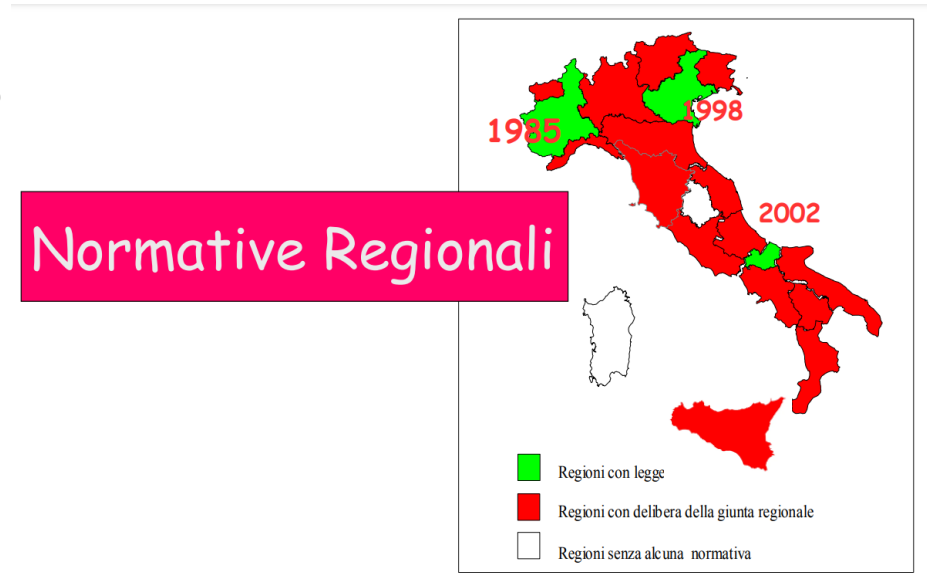 1998
1985
2002
Normative Regionali
Regioni con legge
Regioni con delibera della giunta regionale
Regioni senza alcuna normativa